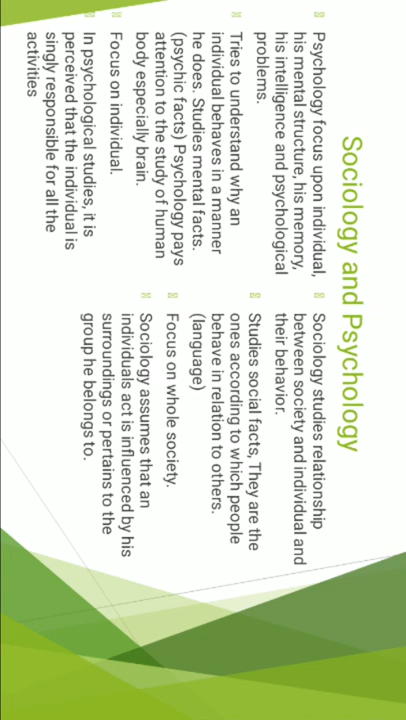 Sociology and Psychology
Psychology focus upon individual,
his mental structure, his memory,
his intelligence and psychological
problems.
Tries to understand why an
individual behaves in a manner
he does. Studies mental facts.
(psychic facts) Psychology pays
attention to the study of human
body especially brain.
Focus on individual.
In psychological studies, it is
perceived that the individual is
singly responsible for all the
activities
Sociology studies relationship
between society and individual and
their behavior.
Studies social facts, They are the
ones according to which people
behave in relation to others.
(language)
Focus on whole society.
Sociology assumes that an
individuals act is influenced by his
surroundings or pertains to the
group he belongs to.